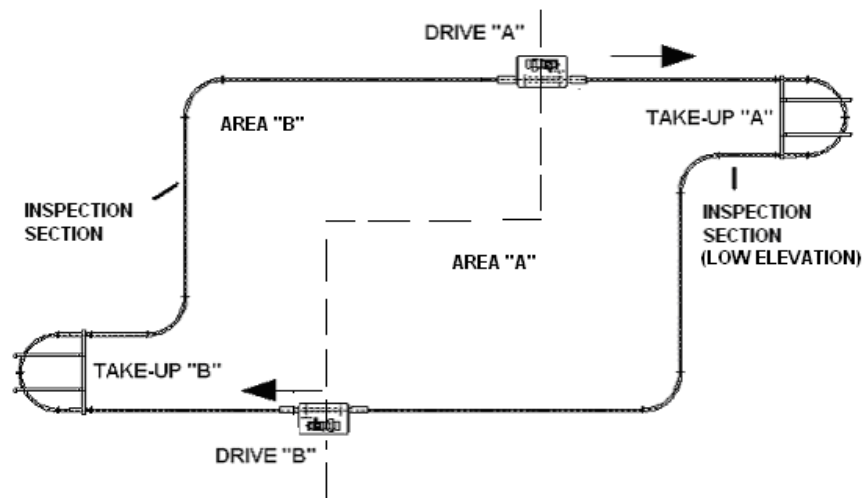 DRIVE "A"
TAKE-UP "A"
AREA "B"
INSPECTION
SECTION
INSPECTION
SECTION
(LOW ELEVATION)
AREA "A"
TAKE-UP "B"
DRIVE "B"